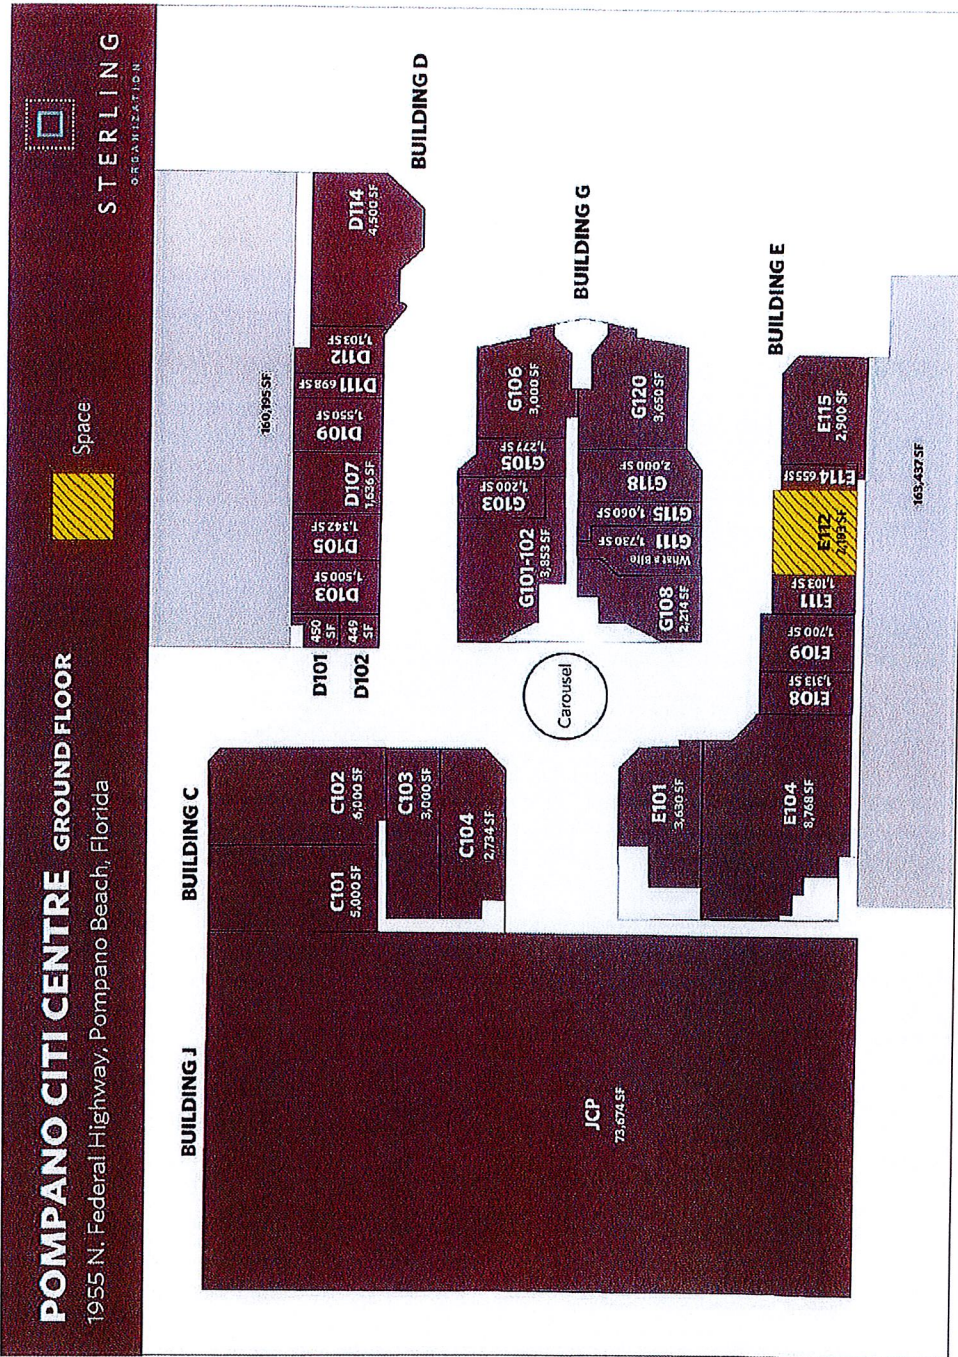 POMPANO CITI CENTRE GROUND FLOOR
1955 N. Federal Highway, Pompano Beach, Florida
Space
STERLING
ORGANIZATION
BUILDING J
BUILDING C
BUILDING D
160,195 SF
C101
5,000 SF
C102
6,000 SF
C103
3,000 SF
C104
2,734 SF
D101
450
SF
D102
449
SF
D103
1,500 SF
D105
1,342 SF
D107
1,636 SF
D109
1,550 SF
D111 698 SF
D112
1,103 SF
D114
4,500 SF
BUILDING G
G101-102
3,853 SF
G103
1,200 SF
G105
1,277 SF
G106
3,000 SF
G108
2,214 SF
What a Bite
G111
1,730 SF
G115
1,060 SF
G118
2,000 SF
G120
3,650 SF
Carousel
JCP
73,674 SF
BUILDING E
E101
3,630 SF
E104
8,768 SF
E108
1,313 SF
E109
1,700 SF
E111
1,103 SF
E112
E114 655 SF
E115
2,900 SF
163,437 SF